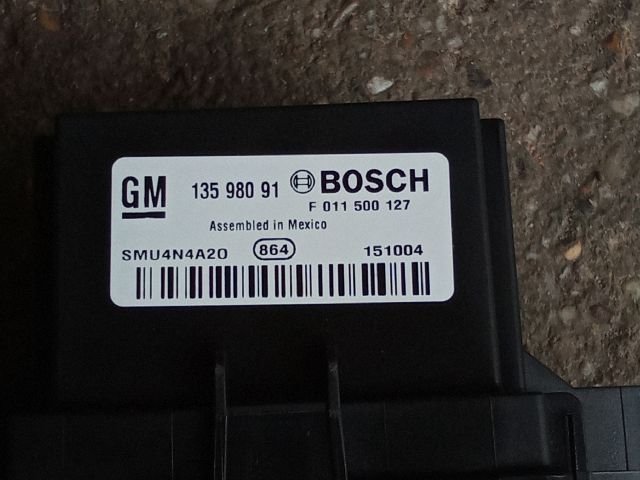 GM 135 980 91 BOSCH
F 011 500 127
Assembled in Mexico
SMU4N4A20 864 151004